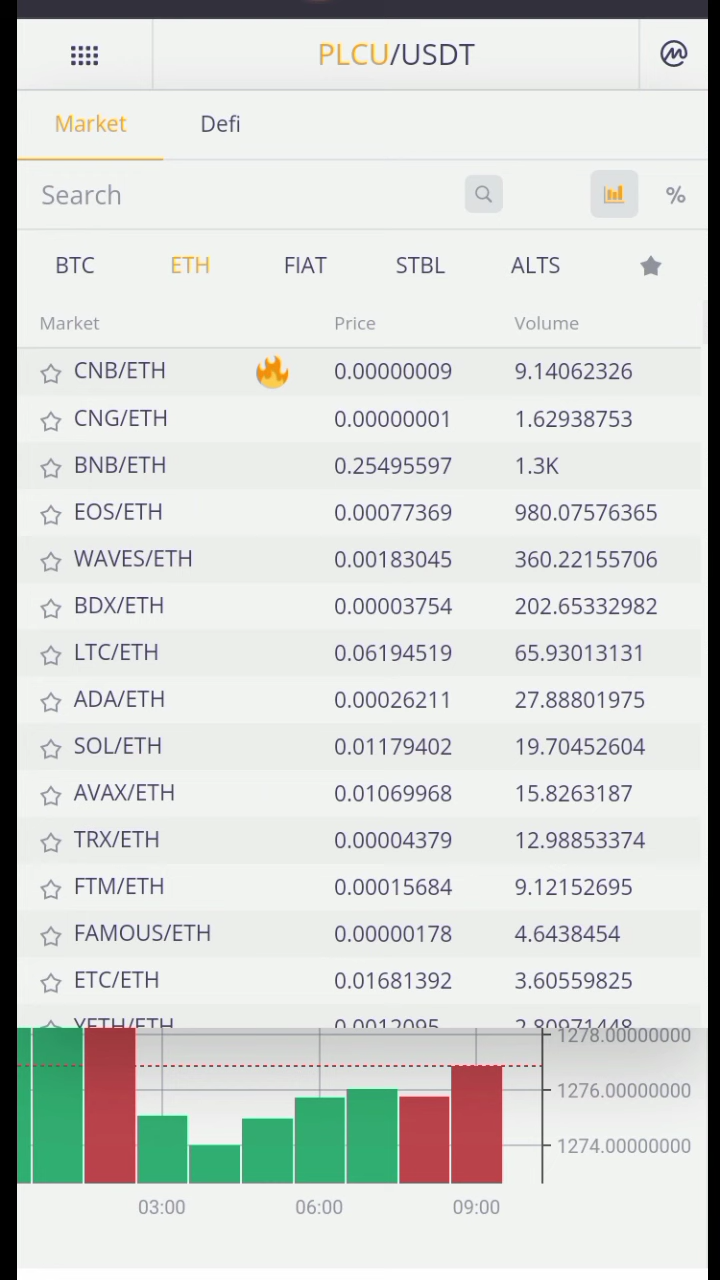 PLCU/USDT
Market Defi
Search %
BTC ETH FIAT STBL ALTS
Market Price Volume
CNB/ETH 0.00000009 9.14062326
CNG/ETH 0.00000001 1.62938753
BNB/ETH 0.25495597 1.3K
EOS/ETH 0.00077369 980.07576365
WAVES/ETH 0.00183045 360.22155706
BDX/ETH 0.00003754 202.65332982
LTC/ETH 0.06194519 65.93013131
ADA/ETH 0.00026211 27.88801975
SOL/ETH 0.01179402 19.70452604
AVAX/ETH 0.01069968 15.8263187
TRX/ETH 0.00004379 12.98853374
FTM/ETH 0.00015684 9.12152695
FAMOUS/ETH 0.00000178 4.6438454
ETC/ETH 0.01681392 3.60559825
1278.00000000
1276.00000000
1274.00000000
03:00 06:00 09:00